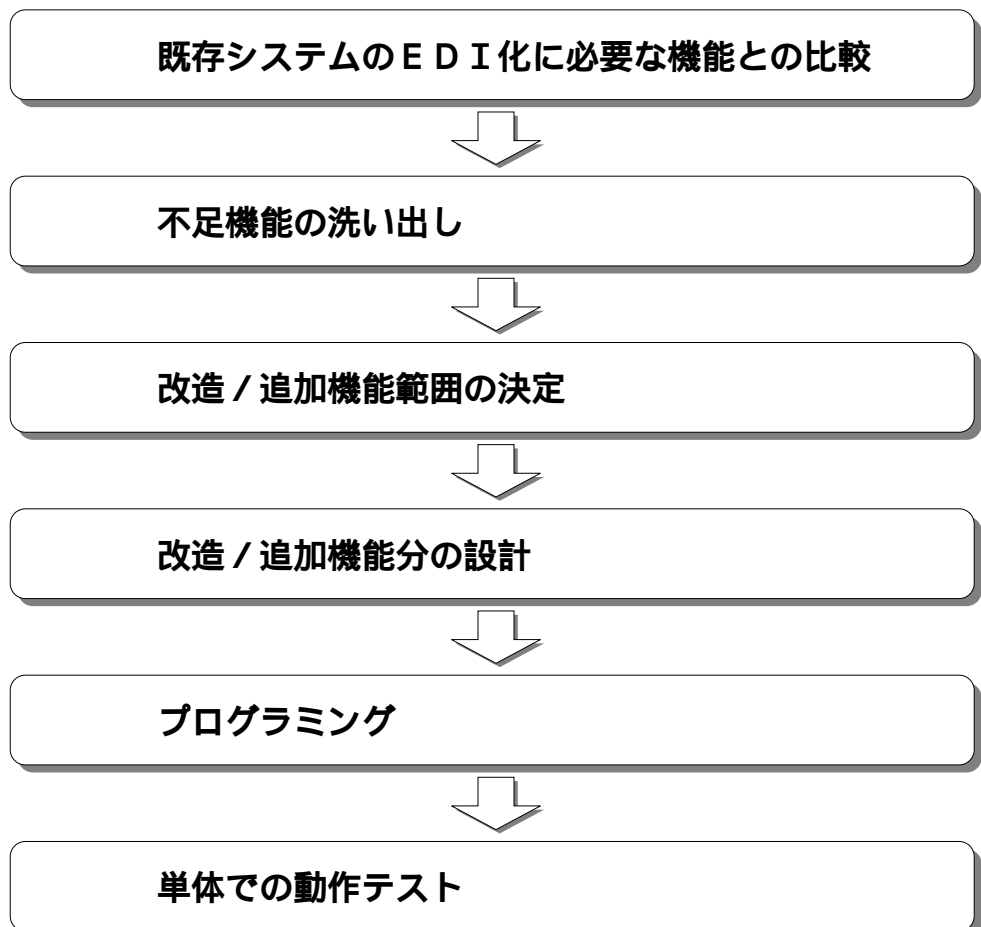 既存システムのＥＤＩ化に必要な機能との比較
不足機能の洗い出し
改造／追加機能範囲の決定
改造／追加機能分の設計
プログラミング
単体での動作テスト